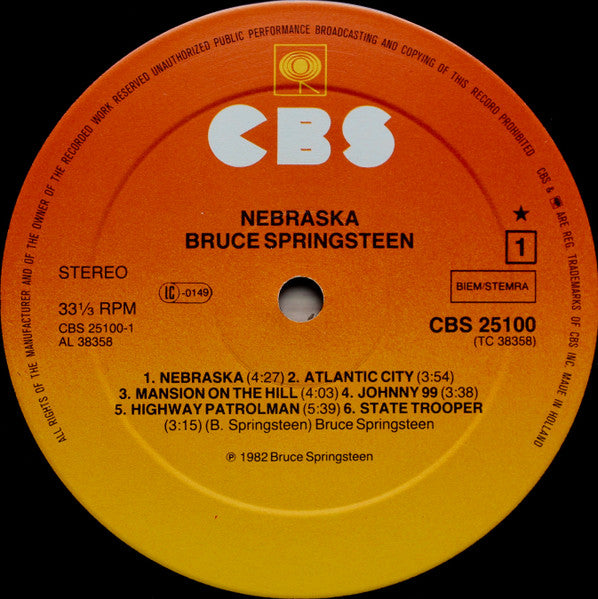 ALL RIGHTS OF THE MANUFACTURER AND OF THE OWNER OF THE RECORDED WORK RESERVED UNAUTHORIZED PUBLIC PERFORMANCE BROADCASTING AND COPYING OF THIS RECORD PROHIBITED
CBS & ARE REG. TRADEMARKS OF CBS INC. MADE IN HOLLAND
CBS
NEBRASKA
BRUCE SPRINGSTEEN
STEREO
★
1
LC -0149
BIEM/STEMRA
33⅓ RPM
CBS 25100-1
AL 38358
CBS 25100
(TC 38358)
1. NEBRASKA (4:27) 2. ATLANTIC CITY (3:54)
3. MANSION ON THE HILL (4:03) 4. JOHNNY 99 (3:38)
5. HIGHWAY PATROLMAN (5:39) 6. STATE TROOPER
(3:15) (B. Springsteen) Bruce Springsteen
℗ 1982 Bruce Springsteen